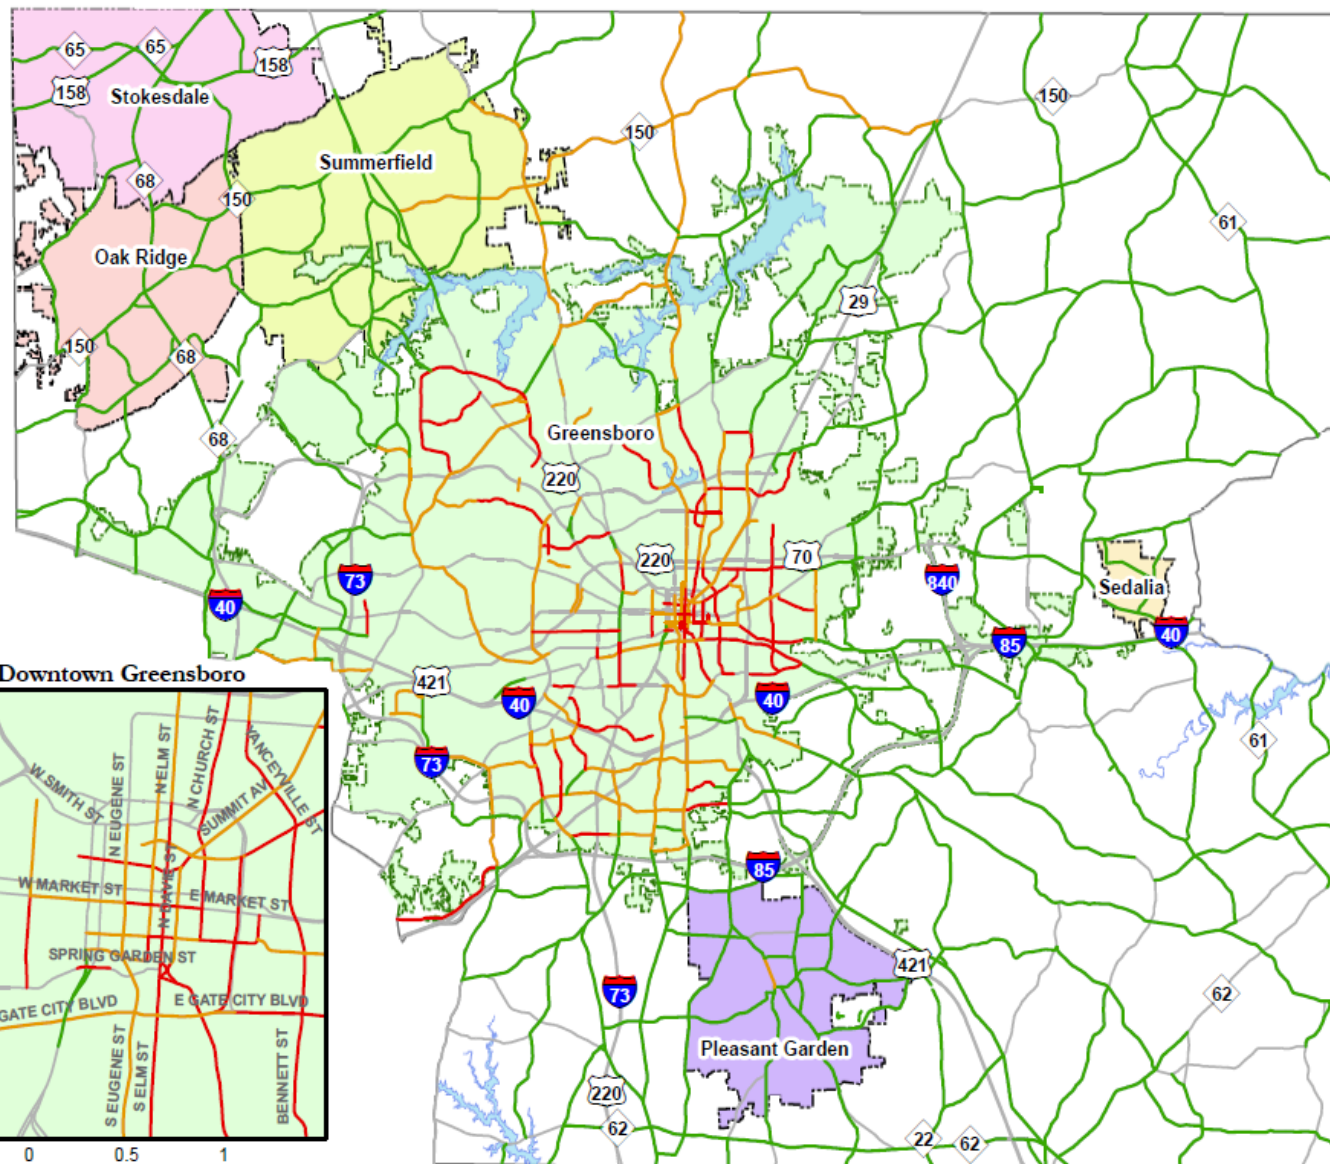 65
65
158
158
Stokesdale
150
150
Summerfield
68
150
61
Oak Ridge
29
150
68
68
Greensboro
220
220
70
73
840
Sedalia
40
40
85
Downtown Greensboro
421
40
40
73
61
N ELM ST
N CHURCH ST
YANCEYVILLE ST
W SMITH ST
N EUGENE ST
SUMMIT AV
N DAVIE ST
W MARKET ST
E MARKET ST
SPRING GARDEN ST
GATE CITY BLVD
E GATE CITY BLVD
S EUGENE ST
S ELM ST
BENNETT ST
85
421
73
62
Pleasant Garden
220
62
22
62
0 0.5 1